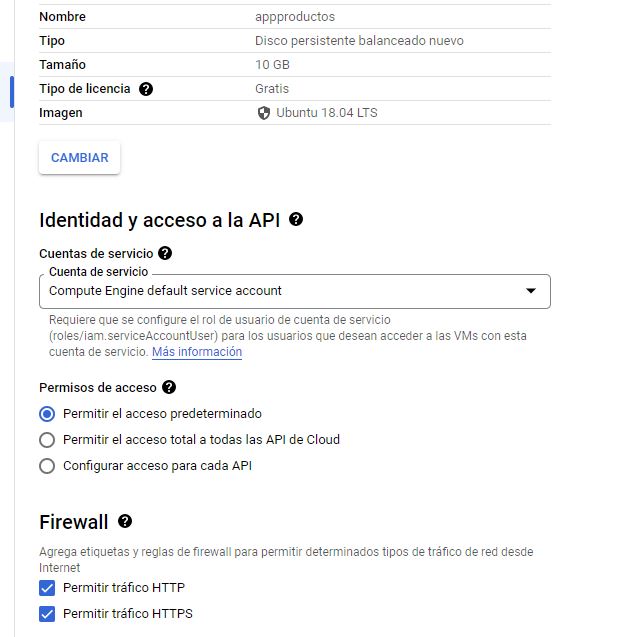 Nombre appproductos
Tipo Disco persistente balanceado nuevo
Tamaño 10 GB
Tipo de licencia ? Gratis
Imagen Ubuntu 18.04 LTS
CAMBIAR
Identidad y acceso a la API ?
Cuentas de servicio ?
Cuenta de servicio
Compute Engine default service account
Requiere que se configure el rol de usuario de cuenta de servicio
(roles/iam.serviceAccountUser) para los usuarios que desean acceder a las VMs con esta
cuenta de servicio. Más información
Permisos de acceso ?
Permitir el acceso predeterminado
Permitir el acceso total a todas las API de Cloud
Configurar acceso para cada API
Firewall ?
Agrega etiquetas y reglas de firewall para permitir determinados tipos de tráfico de red desde
Internet
Permitir tráfico HTTP
Permitir tráfico HTTPS